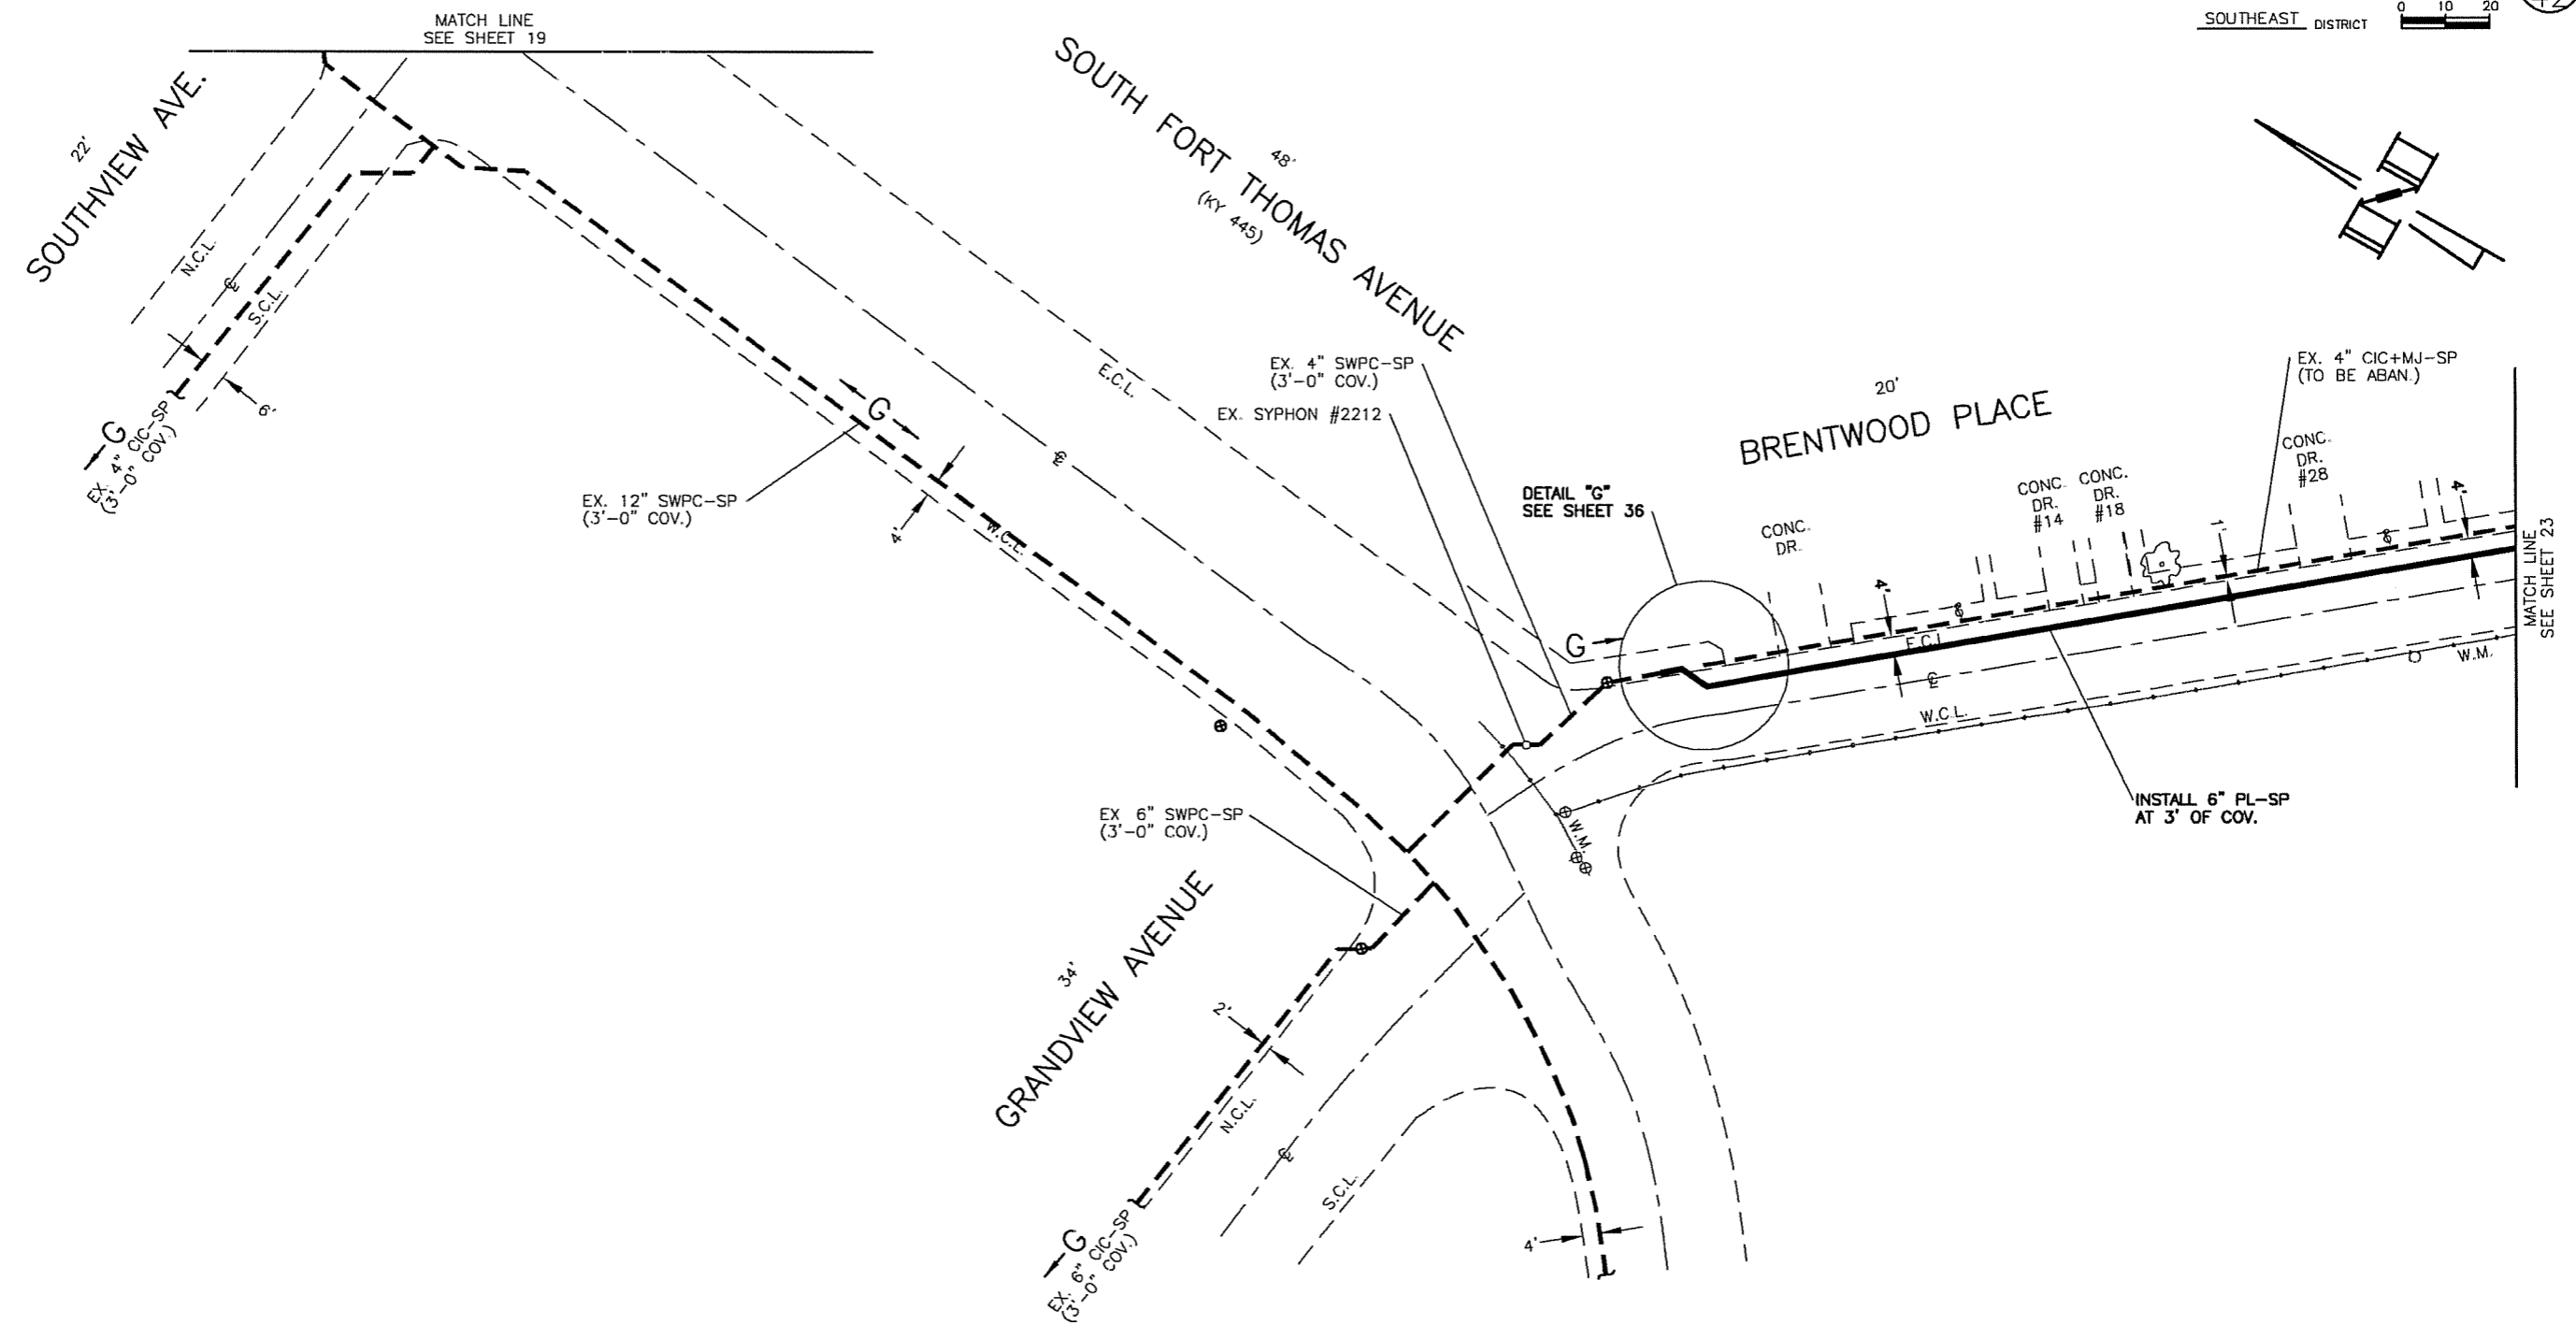 MATCH LINE
SEE SHEET 19
SOUTHEAST DISTRICT
0 10 20
SOUTHVIEW AVE.
22'
N.C.L.
℄
S.C.L.
6'
G
EX. 4" CIC-SP
(3'-0" COV.)
SOUTH FORT THOMAS AVENUE
48'
(KY 445)
E.C.L.
℄
G
4'
W.C.L.
EX. 12" SWPC-SP
(3'-0" COV.)
EX. 4" SWPC-SP
(3'-0" COV.)
EX. SYPHON #2212
20'
BRENTWOOD PLACE
EX. 4" CIC+MJ-SP
(TO BE ABAN.)
DETAIL "G"
SEE SHEET 36
CONC.
DR.
CONC.
DR.
#14
CONC.
DR.
#18
CONC.
DR.
#28
1'
4'
4'
G
E.C.L.
℄
W.C.L.
W.M.
MATCH LINE
SEE SHEET 23
INSTALL 6" PL-SP
AT 3' OF COV.
W.M.
EX 6" SWPC-SP
(3'-0" COV.)
34'
GRANDVIEW AVENUE
2'
N.C.L.
℄
S.C.L.
4'
G
EX. 6" CIC-SP
(3'-0" COV.)